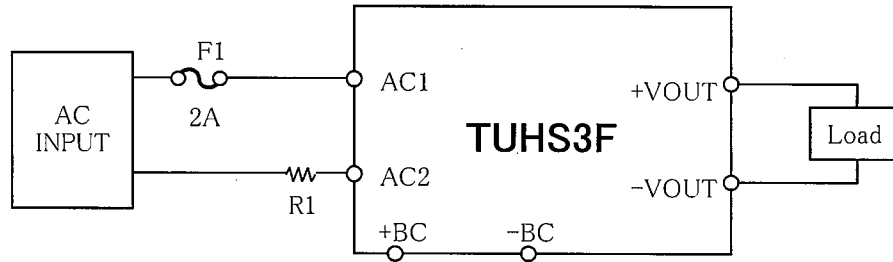 F1
2A
AC
INPUT
R1
AC1
AC2
TUHS3F
+VOUT
-VOUT
+BC
-BC
Load